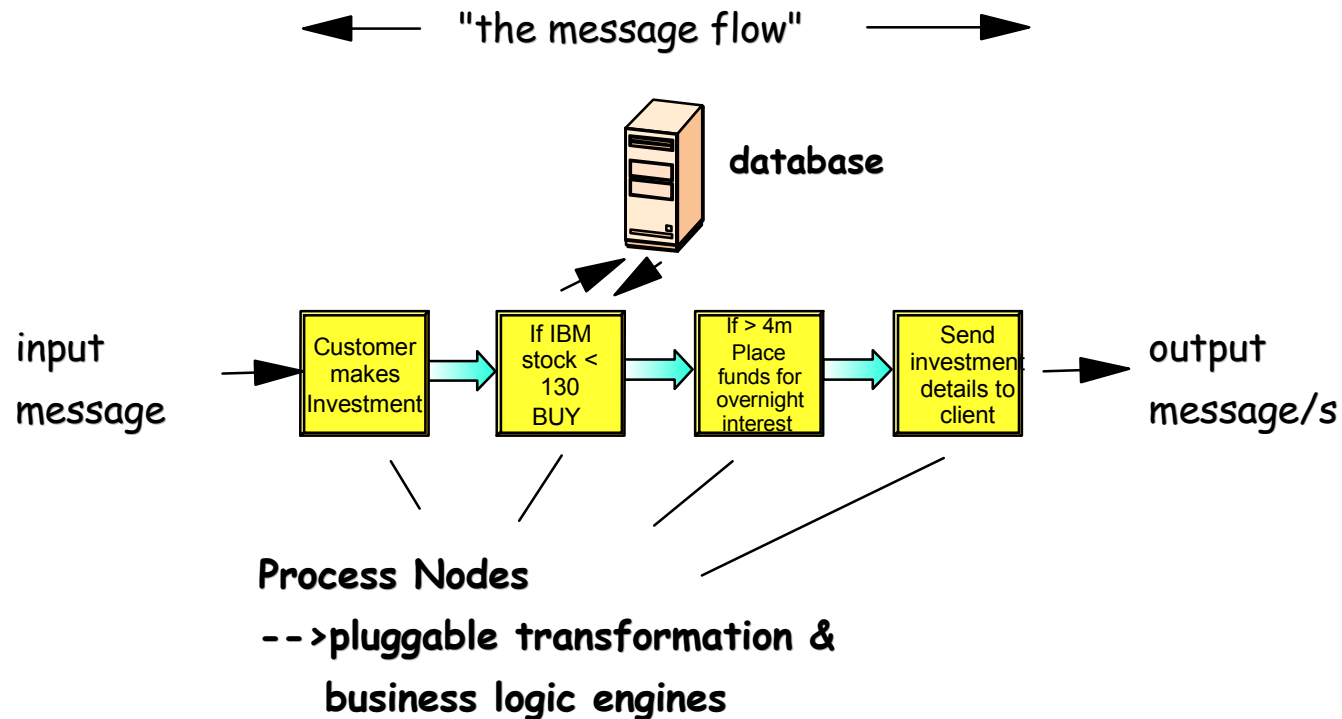 "the message flow"
database
input
message
Customer
makes
Investment
If IBM
stock <
130
BUY
If > 4m
Place
funds for
overnight
interest
Send
investment
details to
client
output
message/s
Process Nodes
-->pluggable transformation &
business logic engines